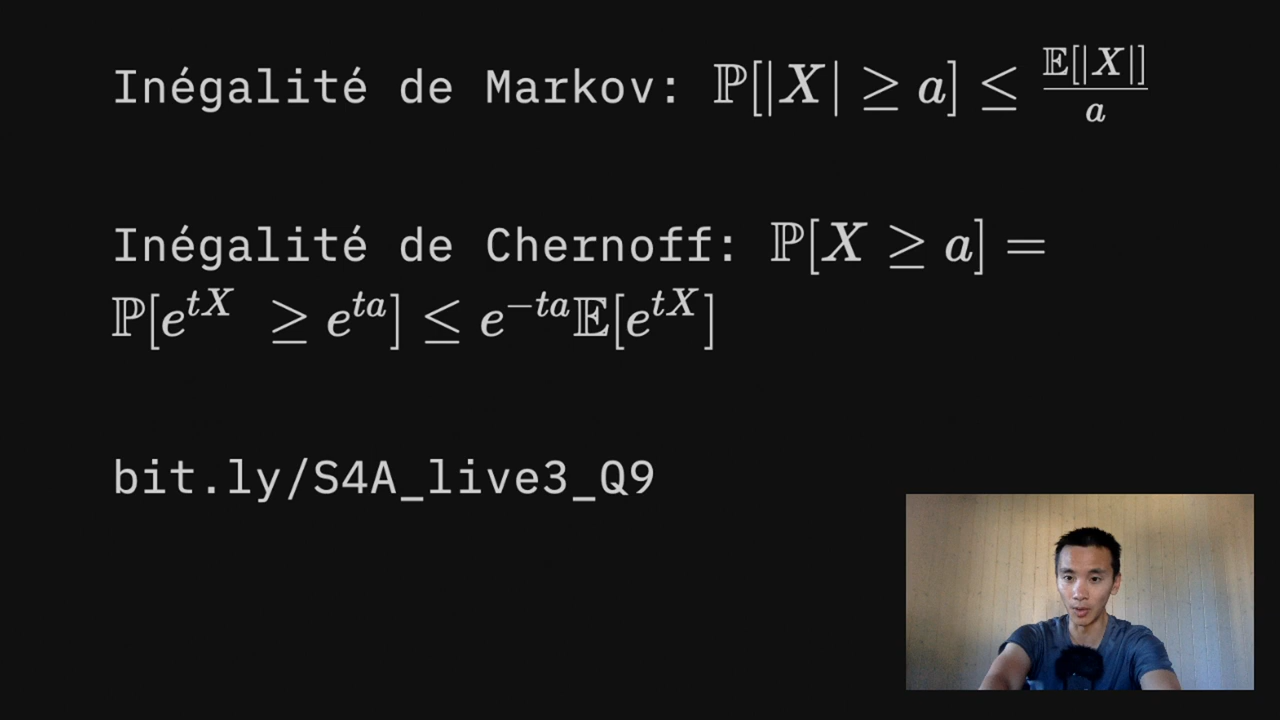 Inégalité de Markov: ℙ[|X| ≥ a] ≤ 𝔼[|X|]/a
Inégalité de Chernoff: ℙ[X ≥ a] =
ℙ[e^{tX} ≥ e^{ta}] ≤ e^{−ta}𝔼[e^{tX}]
bit.ly/S4A_live3_Q9